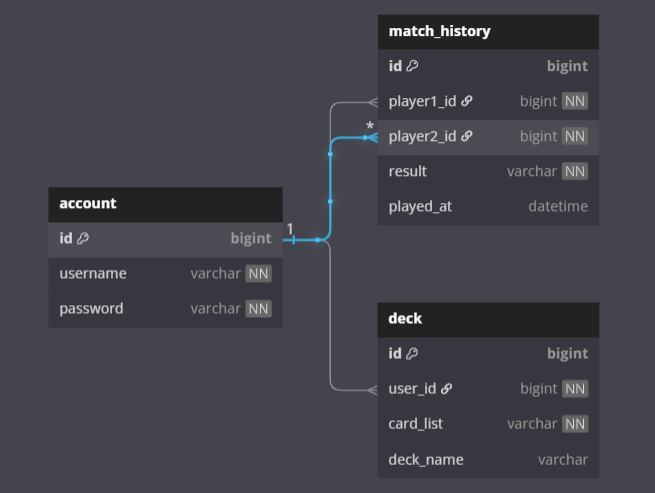 match_history
id bigint
player1_id bigint NN
* player2_id bigint NN
result varchar NN
played_at datetime
account
id bigint 1
username varchar NN
password varchar NN
deck
id bigint
user_id bigint NN
card_list varchar NN
deck_name varchar